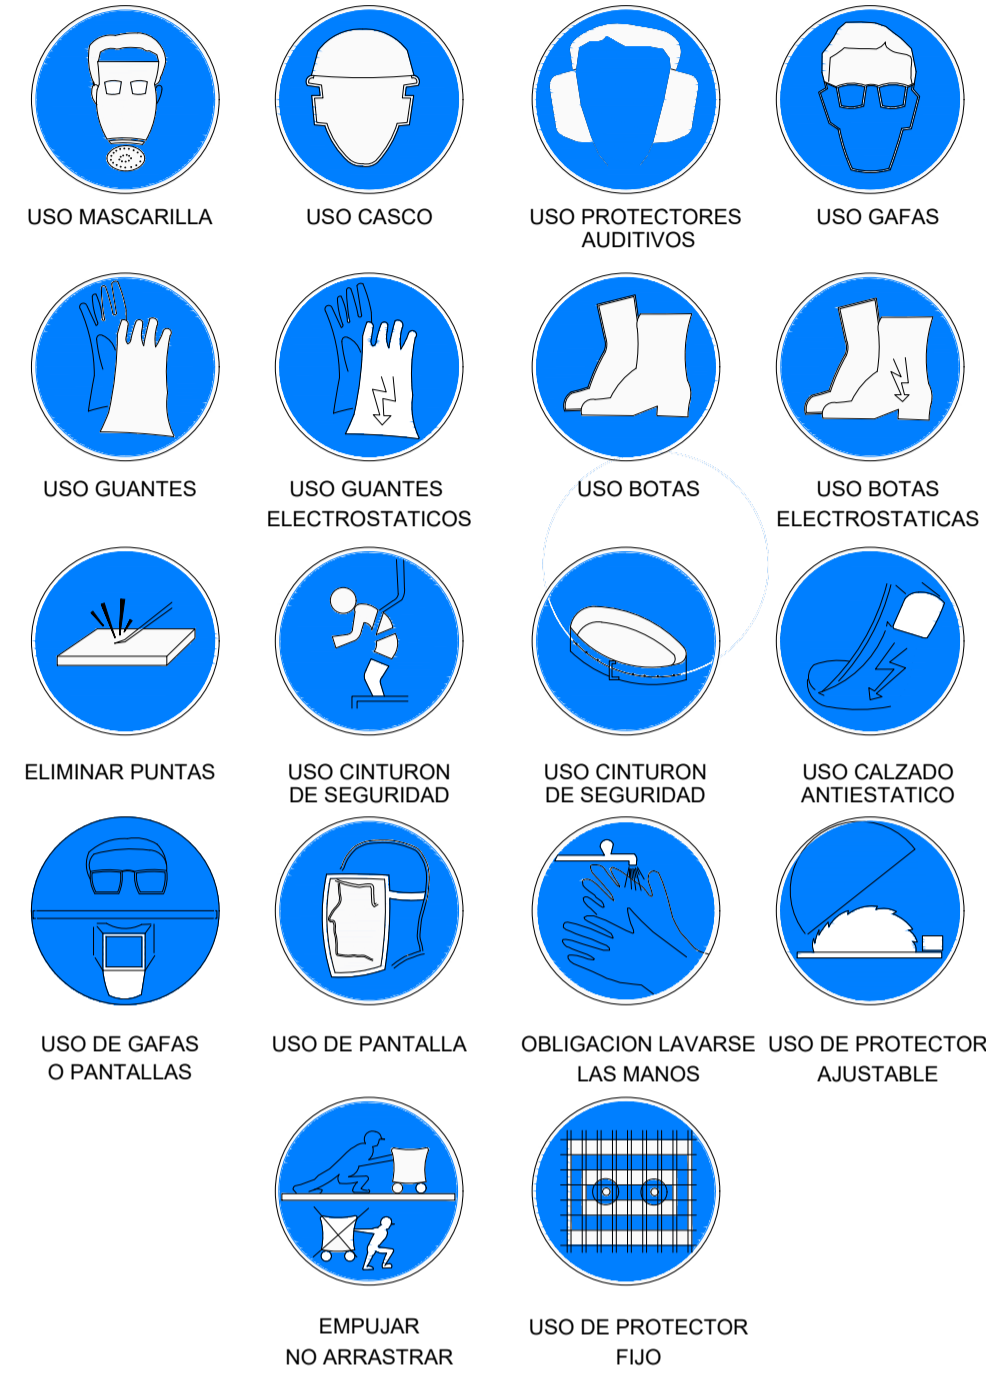 USO MASCARILLA
USO CASCO
USO PROTECTORES
AUDITIVOS
USO GAFAS
USO GUANTES
USO GUANTES
ELECTROSTATICOS
USO BOTAS
USO BOTAS
ELECTROSTATICAS
ELIMINAR PUNTAS
USO CINTURON
DE SEGURIDAD
USO CINTURON
DE SEGURIDAD
USO CALZADO
ANTIESTATICO
USO DE GAFAS
O PANTALLAS
USO DE PANTALLA
OBLIGACION LAVARSE
LAS MANOS
USO DE PROTECTOR
AJUSTABLE
EMPUJAR
NO ARRASTRAR
USO DE PROTECTOR
FIJO